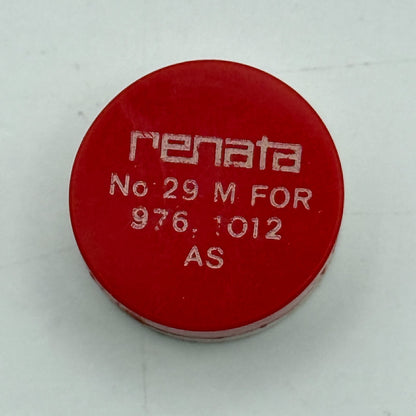 renata
No 29 M FOR
976, 1012
AS